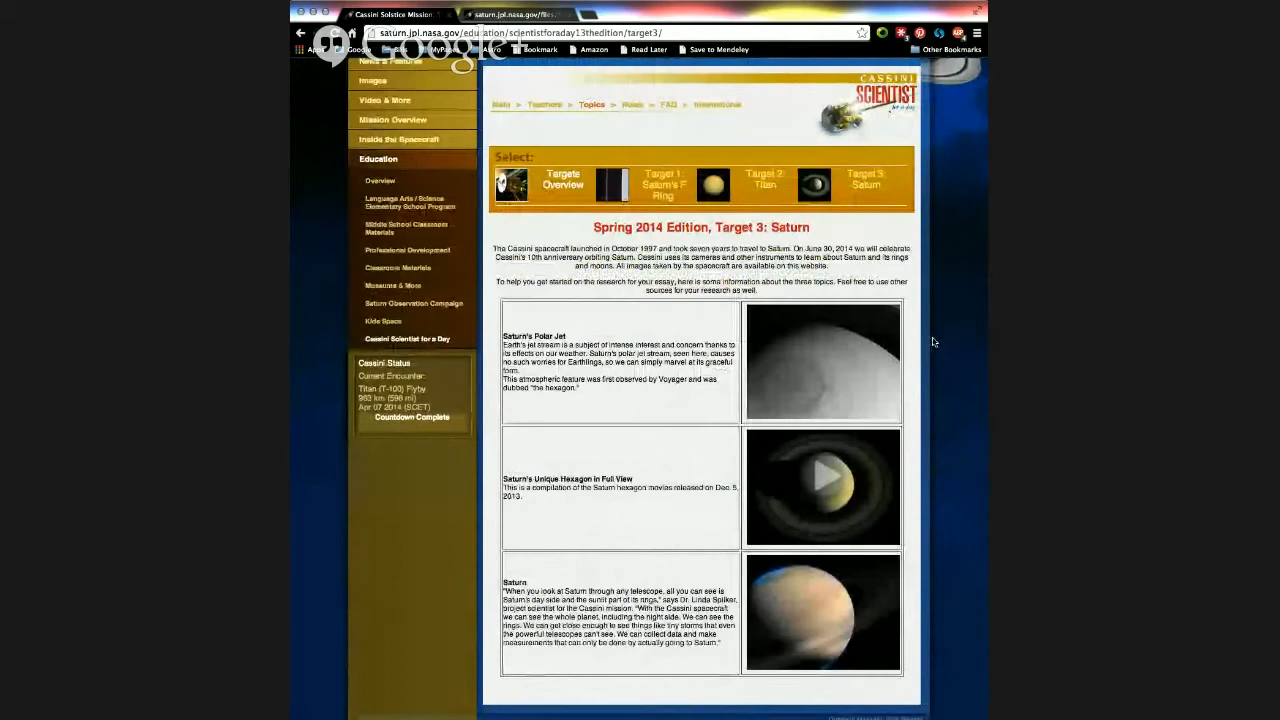 Cassini Solstice Mission:
saturn.jpl.nasa.gov/files/
saturn.jpl.nasa.gov/education/scientistforaday13thedition/target3/
Google+
Apps Google Bills MyPages Astro Bookmark Amazon Read Later Save to Mendeley Other Bookmarks
News & Features
Images
Video & More
Mission Overview
Inside the Spacecraft
Education
Overview
Language Arts / Science
Elementary School Program
Middle School Classroom
Materials
Professional Development
Classroom Materials
Museums & More
Saturn Observation Campaign
Kids Space
Cassini Scientist for a Day
Cassini Status
Current Encounter:
Titan (T-100) Flyby
963 km (598 mi)
Apr 07 2014 (SCET)
Countdown Complete
CASSINI
SCIENTIST
for a day
Main > Teachers > Topics > Rules > FAQ > International
Select:
Targets
Overview
Target 1:
Saturn's F
Ring
Target 2:
Titan
Target 3:
Saturn
Spring 2014 Edition, Target 3: Saturn
The Cassini spacecraft launched in October 1997 and took seven years to travel to Saturn. On June 30, 2014 we will celebrate
Cassini's 10th anniversary orbiting Saturn. Cassini uses its cameras and other instruments to learn about Saturn and its rings
and moons. All images taken by the spacecraft are available on this website.
To help you get started on the research for your essay, here is some information about the three topics. Feel free to use other
sources for your research as well.
Saturn's Polar Jet
Earth's jet stream is a subject of intense interest and concern thanks to
its effects on our weather. Saturn's polar jet stream, seen here, causes
no such worries for Earthlings, so we can simply marvel at its graceful
form.
This atmospheric feature was first observed by Voyager and was
dubbed "the hexagon."
Saturn's Unique Hexagon in Full View
This is a compilation of the Saturn hexagon movies released on Dec. 5,
2013.
Saturn
"When you look at Saturn through any telescope, all you can see is
Saturn's day side and the sunlit part of its rings," says Dr. Linda Spilker,
project scientist for the Cassini mission. "With the Cassini spacecraft
we can see the whole planet, including the night side. We can see the
rings. We can get close enough to see things like tiny storms that even
the powerful telescopes can't see. We can collect data and make
measurements that can only be done by actually going to Saturn."